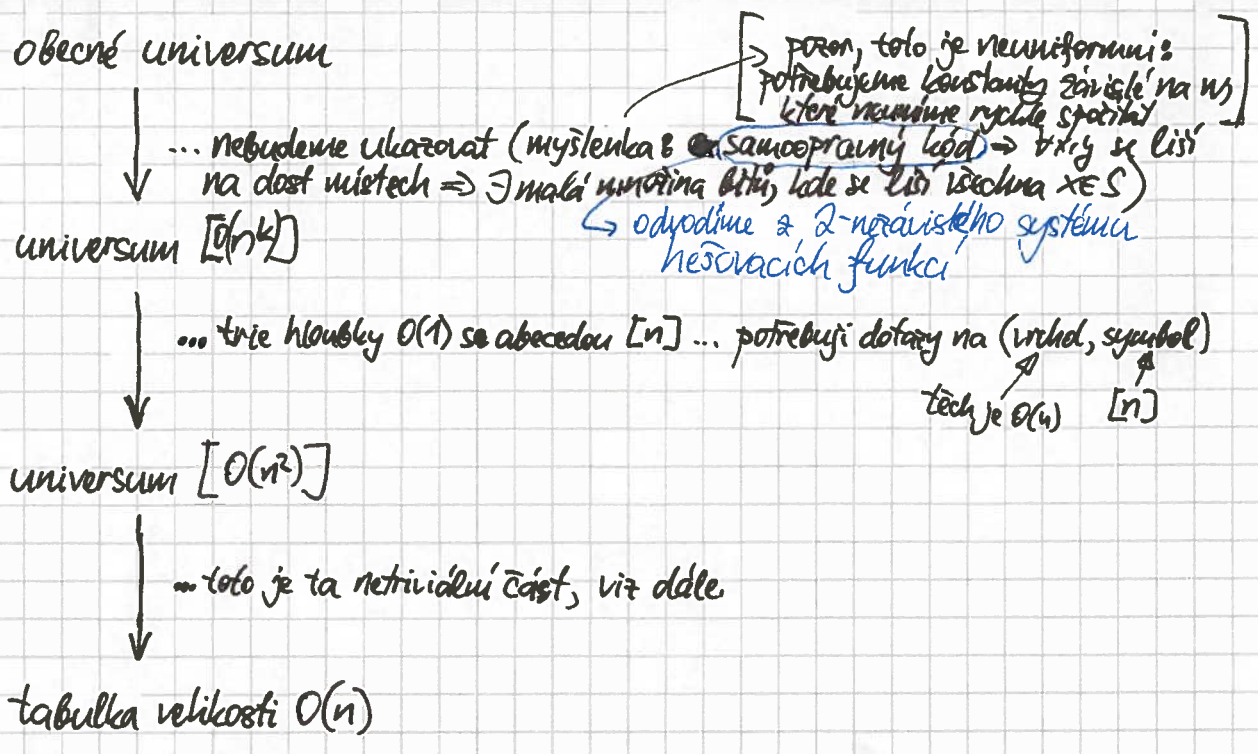 obecné universum
pozor, toto je neuniformní:
potřebujeme konstanty závislé na w,
které neumíme rychle spočítat
... nebudeme ukazovat (myšlenka: samoopravný kód ⇒ ∀x,y se liší
na dost místech ⇒ ∃ malá množina bitů, kde se liší všechna x∈S)
↳ odvodíme z 2-nezávislého systému
hešovacích funkcí
universum [O(n^k)]
... trie hloubky O(1) se abecedou [n] ... potřebuji dotazy na (vrchol, symbol)
těch je O(n) [n]
universum [O(n²)]
... toto je ta netriviální část, viz dále.
tabulka velikosti O(n)